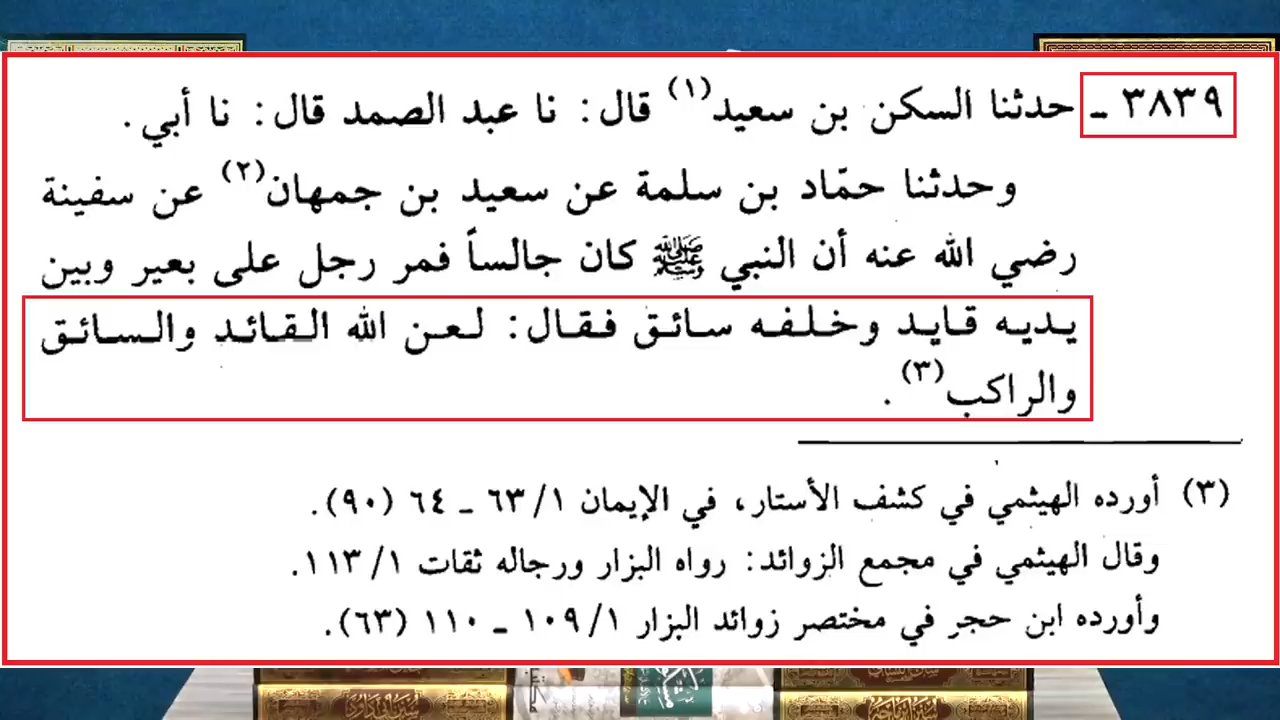 ٣٨٣٩ ـ حدثنا السكن بن سعيد(١) قال: نا عبد الصمد قال: نا أبي.
وحدثنا حمّاد بن سلمة عن سعيد بن جمهان(٢) عن سفينة
رضي الله عنه أن النبي ﷺ كان جالساً فمر رجل على بعير وبين
يديه قايد وخلفه سائق فقال: لعن الله القائد والسائق
والراكب(٣).
(٣) أورده الهيثمي في كشف الأستار، في الإيمان ١/ ٦٣ ـ ٦٤ (٩٠).
وقال الهيثمي في مجمع الزوائد: رواه البزار ورجاله ثقات ١/ ١١٣.
وأورده ابن حجر في مختصر زوائد البزار ١/ ١٠٩ ـ ١١٠ (٦٣).